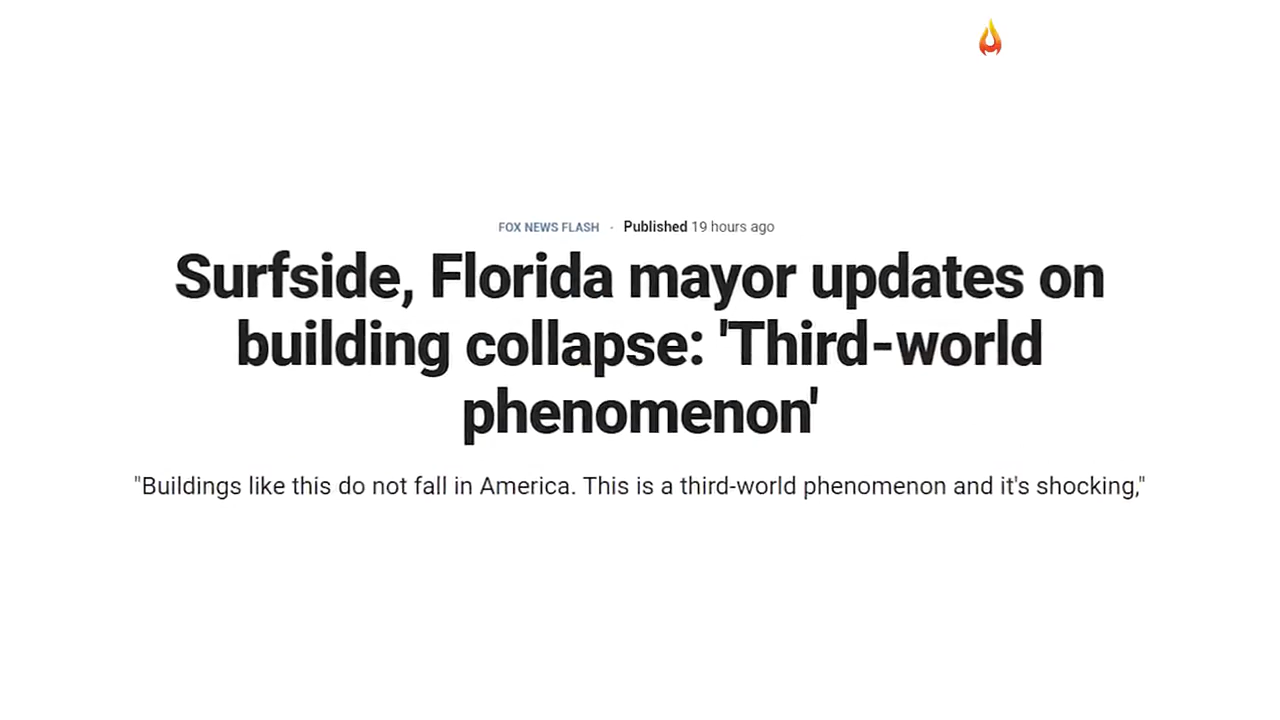 FOX NEWS FLASH · Published 19 hours ago
Surfside, Florida mayor updates on
building collapse: 'Third-world
phenomenon'
"Buildings like this do not fall in America. This is a third-world phenomenon and it's shocking,"